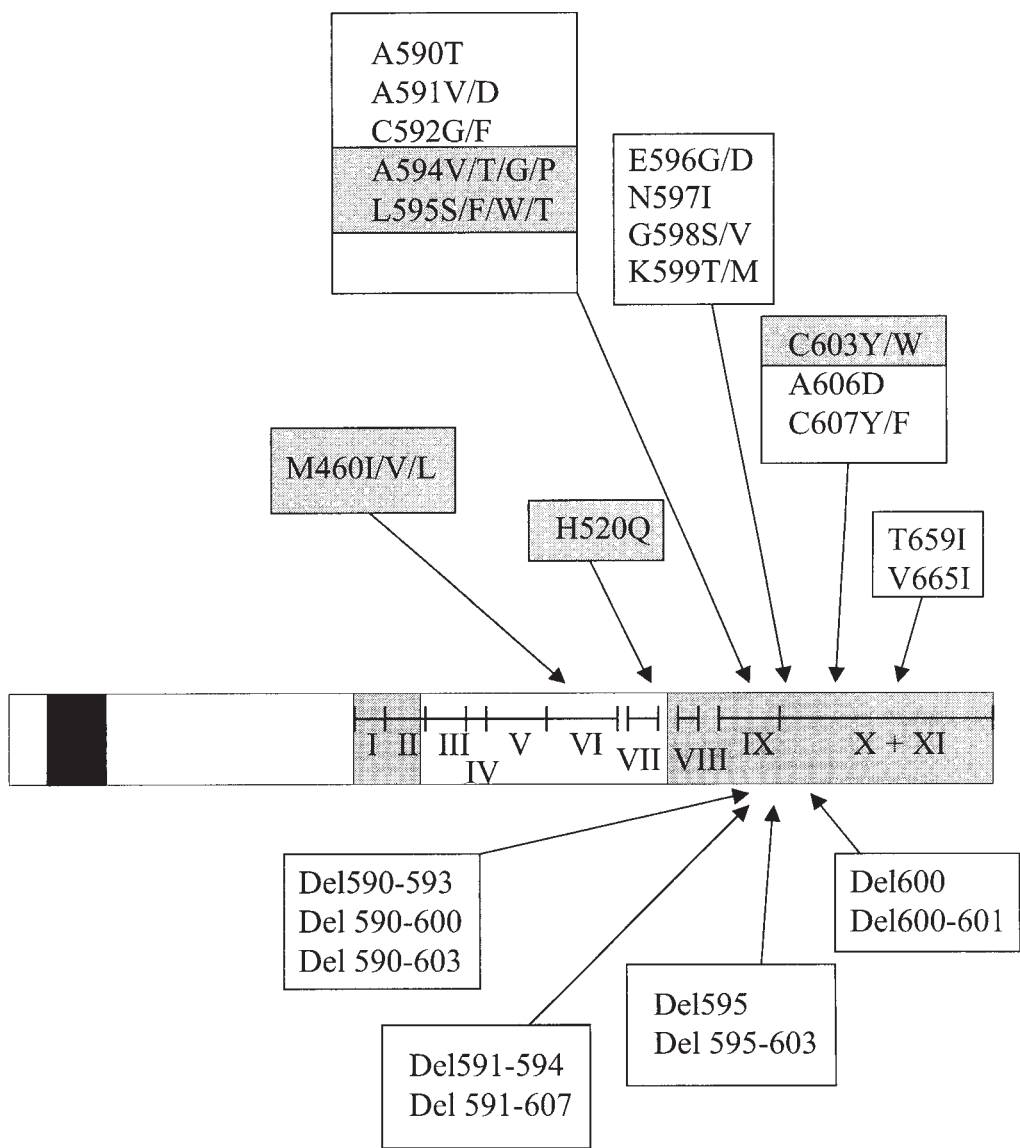 A590T
A591V/D
C592G/F
A594V/T/G/P
L595S/F/W/T
E596G/D
N597I
G598S/V
K599T/M
C603Y/W
A606D
C607Y/F
M460I/V/L
H520Q
T659I
V665I
I
II
III
IV
V
VI
VII
VIII
IX
X + XI
Del590-593
Del 590-600
Del 590-603
Del600
Del600-601
Del595
Del 595-603
Del591-594
Del 591-607